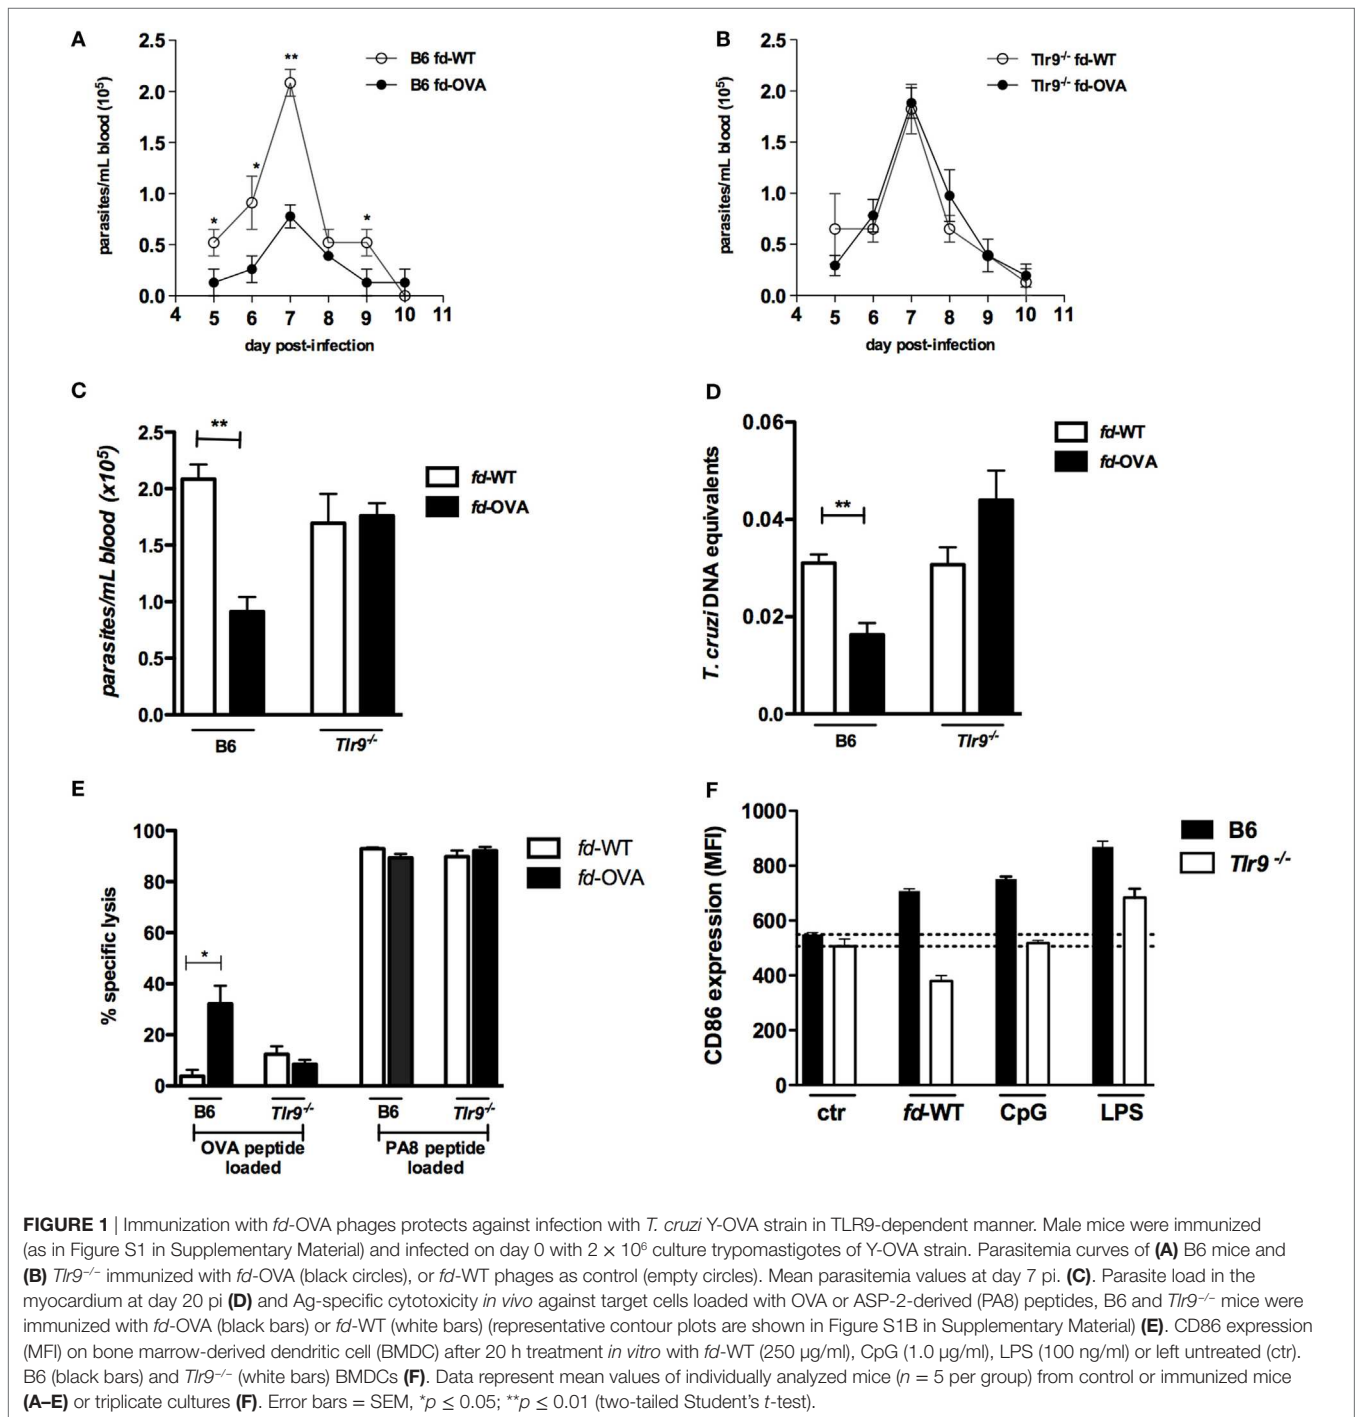 A
2.5
2.0
1.5
1.0
0.5
0.0
parasites/mL blood (10⁵)
B6 fd-WT
B6 fd-OVA
*
*
**
*
4 5 6 7 8 9 10 11
day post-infection
B
2.5
2.0
1.5
1.0
0.5
0.0
parasites/mL blood (10⁵)
Tlr9⁻/⁻ fd-WT
Tlr9⁻/⁻ fd-OVA
4 5 6 7 8 9 10 11
day post-infection
C
2.5
2.0
1.5
1.0
0.5
0.0
parasites/mL blood (x10⁵)
**
fd-WT
fd-OVA
B6 Tlr9⁻/⁻
D
0.06
0.04
0.02
0.0
T. cruzi DNA equivalents
**
fd-WT
fd-OVA
B6 Tlr9⁻/⁻
E
100
80
60
40
20
0
% specific lysis
*
fd-WT
fd-OVA
B6 Tlr9⁻/⁻ B6 Tlr9⁻/⁻
OVA peptide
loaded
PA8 peptide
loaded
F
1000
800
600
400
200
0
CD86 expression (MFI)
B6
Tlr9 ⁻/⁻
ctr fd-WT CpG LPS
FIGURE 1 | Immunization with fd-OVA phages protects against infection with T. cruzi Y-OVA strain in TLR9-dependent manner. Male mice were immunized
(as in Figure S1 in Supplementary Material) and infected on day 0 with 2 × 10⁶ culture trypomastigotes of Y-OVA strain. Parasitemia curves of (A) B6 mice and
(B) Tlr9⁻/⁻ immunized with fd-OVA (black circles), or fd-WT phages as control (empty circles). Mean parasitemia values at day 7 pi. (C). Parasite load in the
myocardium at day 20 pi (D) and Ag-specific cytotoxicity in vivo against target cells loaded with OVA or ASP-2-derived (PA8) peptides, B6 and Tlr9⁻/⁻ mice were
immunized with fd-OVA (black bars) or fd-WT (white bars) (representative contour plots are shown in Figure S1B in Supplementary Material) (E). CD86 expression
(MFI) on bone marrow-derived dendritic cell (BMDC) after 20 h treatment in vitro with fd-WT (250 µg/ml), CpG (1.0 µg/ml), LPS (100 ng/ml) or left untreated (ctr).
B6 (black bars) and Tlr9⁻/⁻ (white bars) BMDCs (F). Data represent mean values of individually analyzed mice (n = 5 per group) from control or immunized mice
(A–E) or triplicate cultures (F). Error bars = SEM, *p ≤ 0.05; **p ≤ 0.01 (two-tailed Student's t-test).